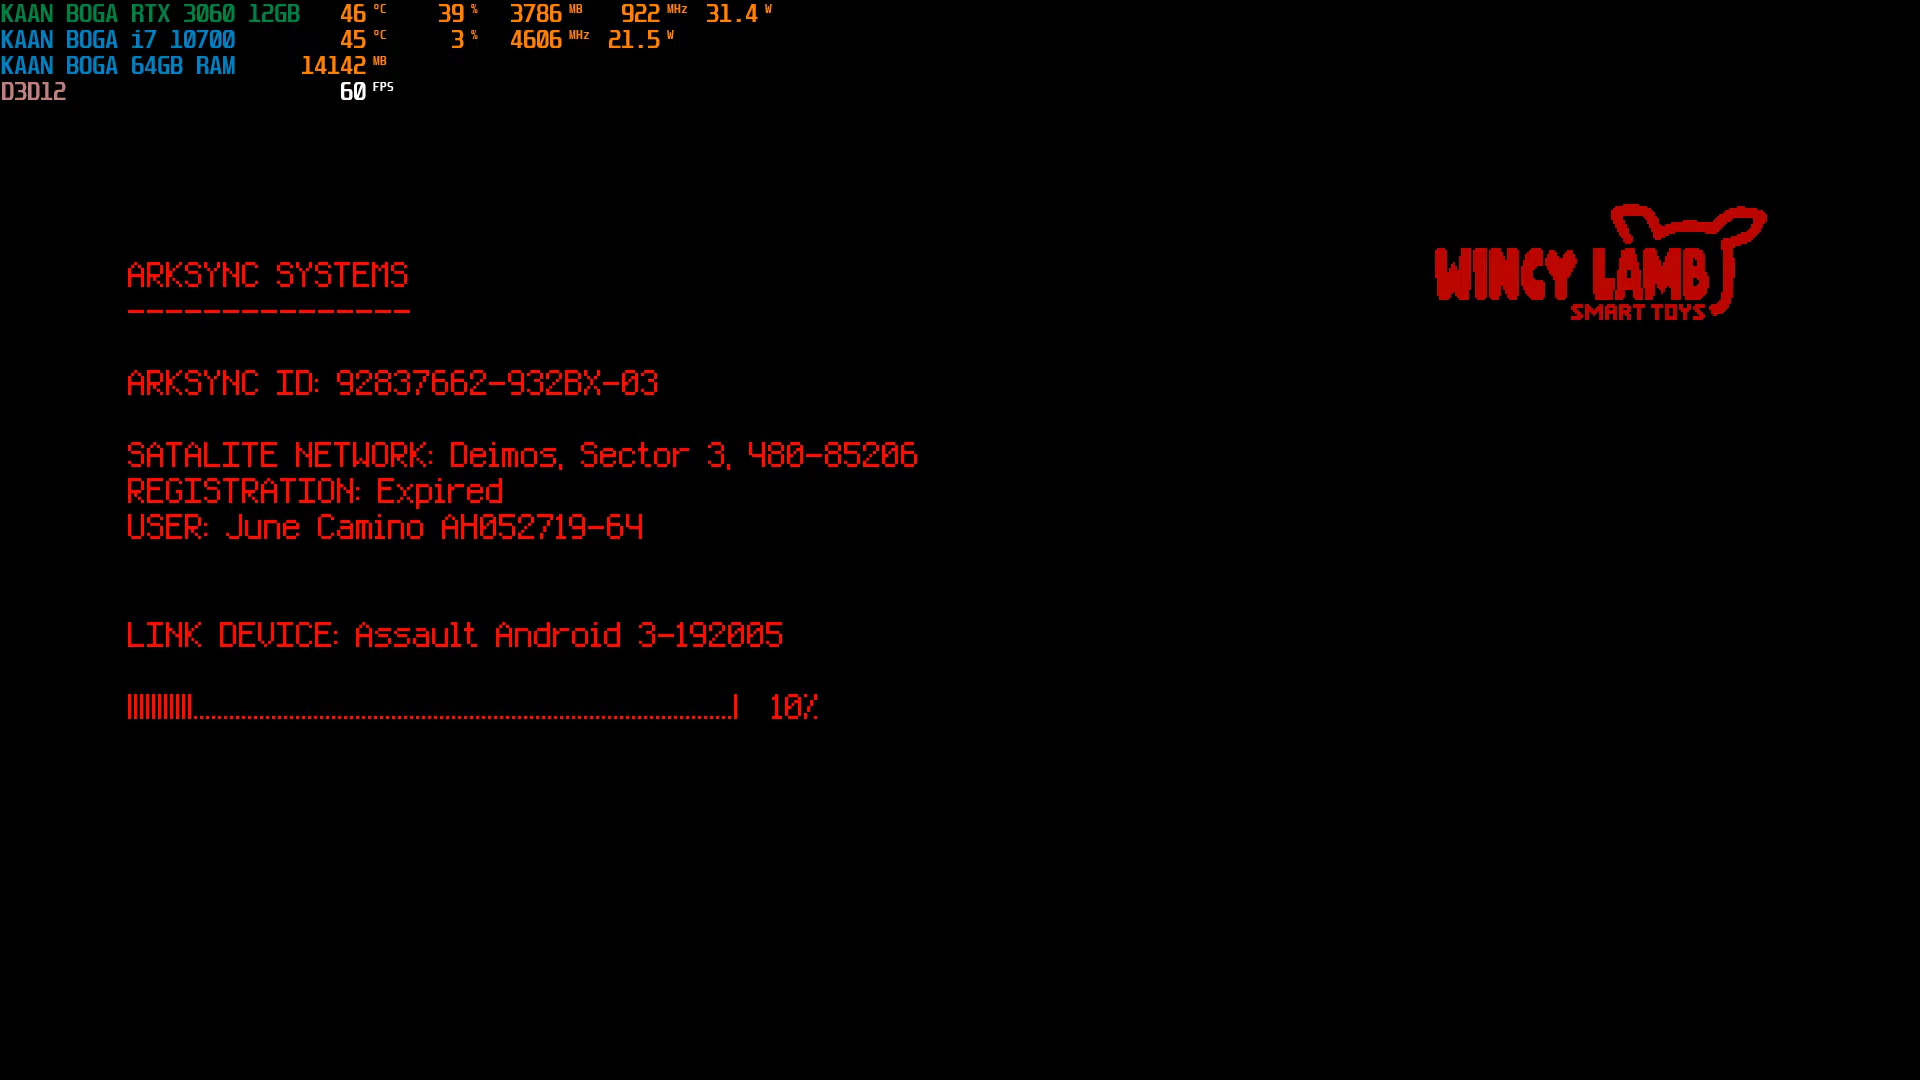 KAAN BOGA RTX 3060 12GB 46 °C 39 % 3786 MB 922 MHz 31.4 W
KAAN BOGA i7 10700 45 °C 3 % 4606 MHz 21.5 W
KAAN BOGA 64GB RAM 14142 MB
D3D12 60 FPS
WINCY LAMB
SMART TOYS
ARKSYNC SYSTEMS
---------------
ARKSYNC ID: 92837662-932BX-03
SATALITE NETWORK: Deimos, Sector 3, 480-85206
REGISTRATION: Expired
USER: June Camino AH052719-64
LINK DEVICE: Assault Android 3-192005
10%